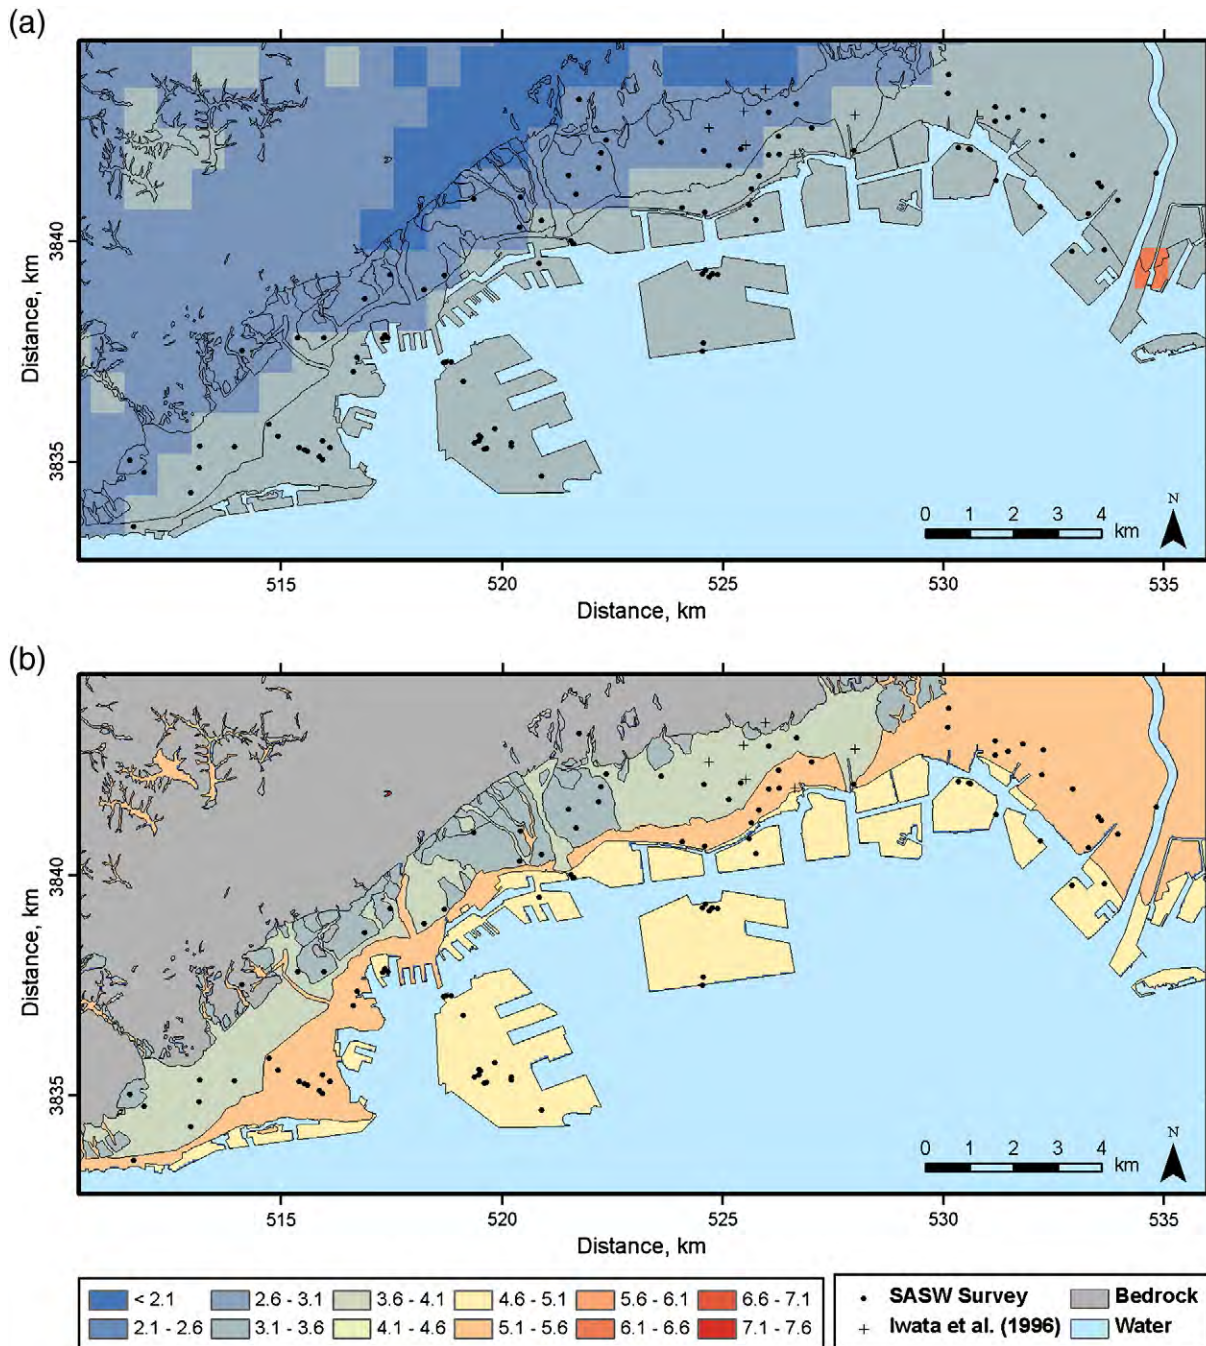 (a)
3840
3835
Distance, km
N
0 1 2 3 4
km
515 520 525 530 535
Distance, km
(b)
3840
3835
Distance, km
N
0 1 2 3 4
km
515 520 525 530 535
Distance, km
< 2.1 2.6 - 3.1 3.6 - 4.1 4.6 - 5.1 5.6 - 6.1 6.6 - 7.1
2.1 - 2.6 3.1 - 3.6 4.1 - 4.6 5.1 - 5.6 6.1 - 6.6 7.1 - 7.6
SASW Survey Bedrock
Iwata et al. (1996) Water